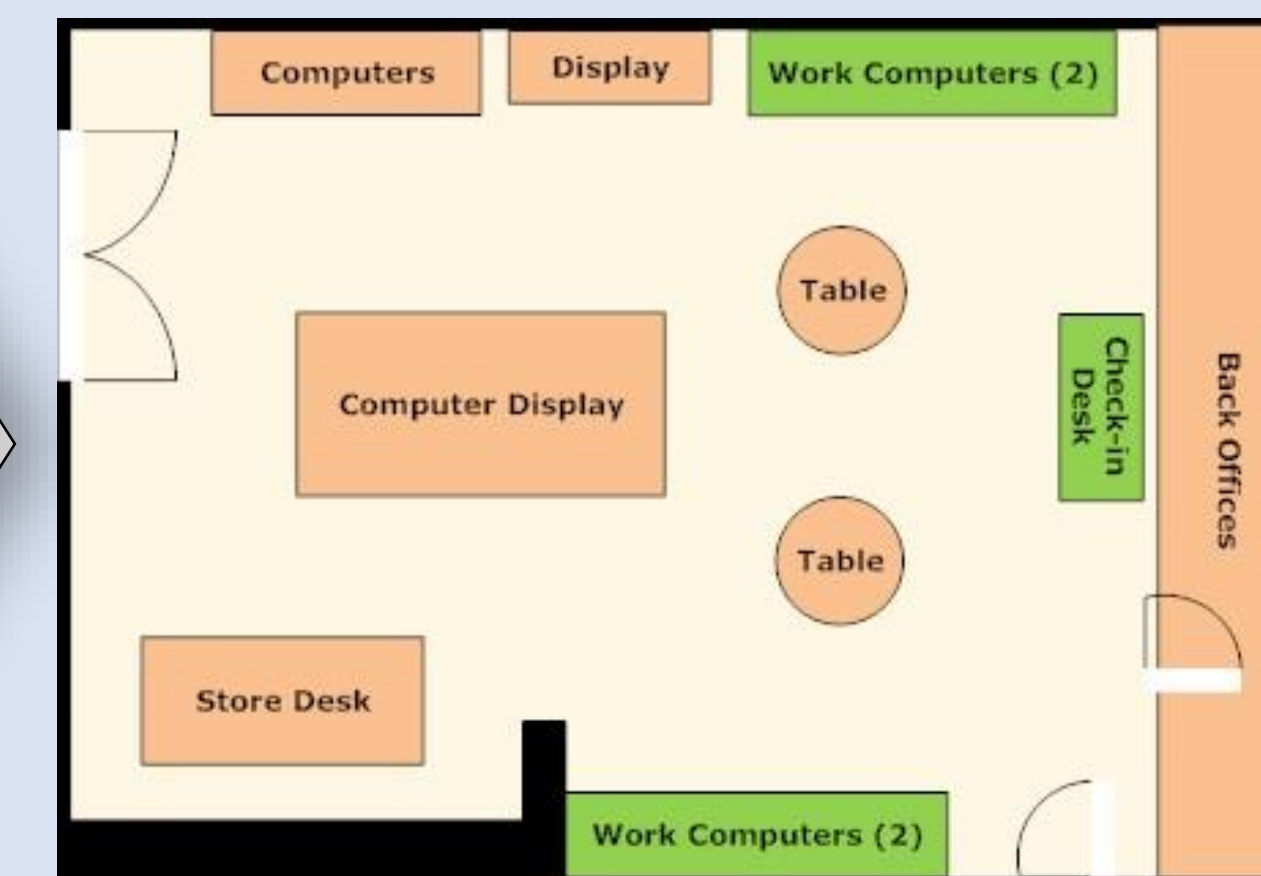 Computers
Display
Work Computers (2)
Table
Computer Display
Check-in
Desk
Back Offices
Table
Store Desk
Work Computers (2)